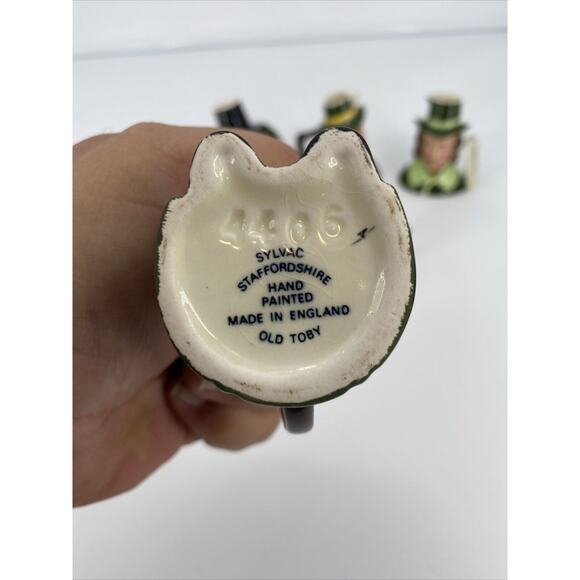 4406
SYLVAC
STAFFORDSHIRE
HAND
PAINTED
MADE IN ENGLAND
OLD TOBY